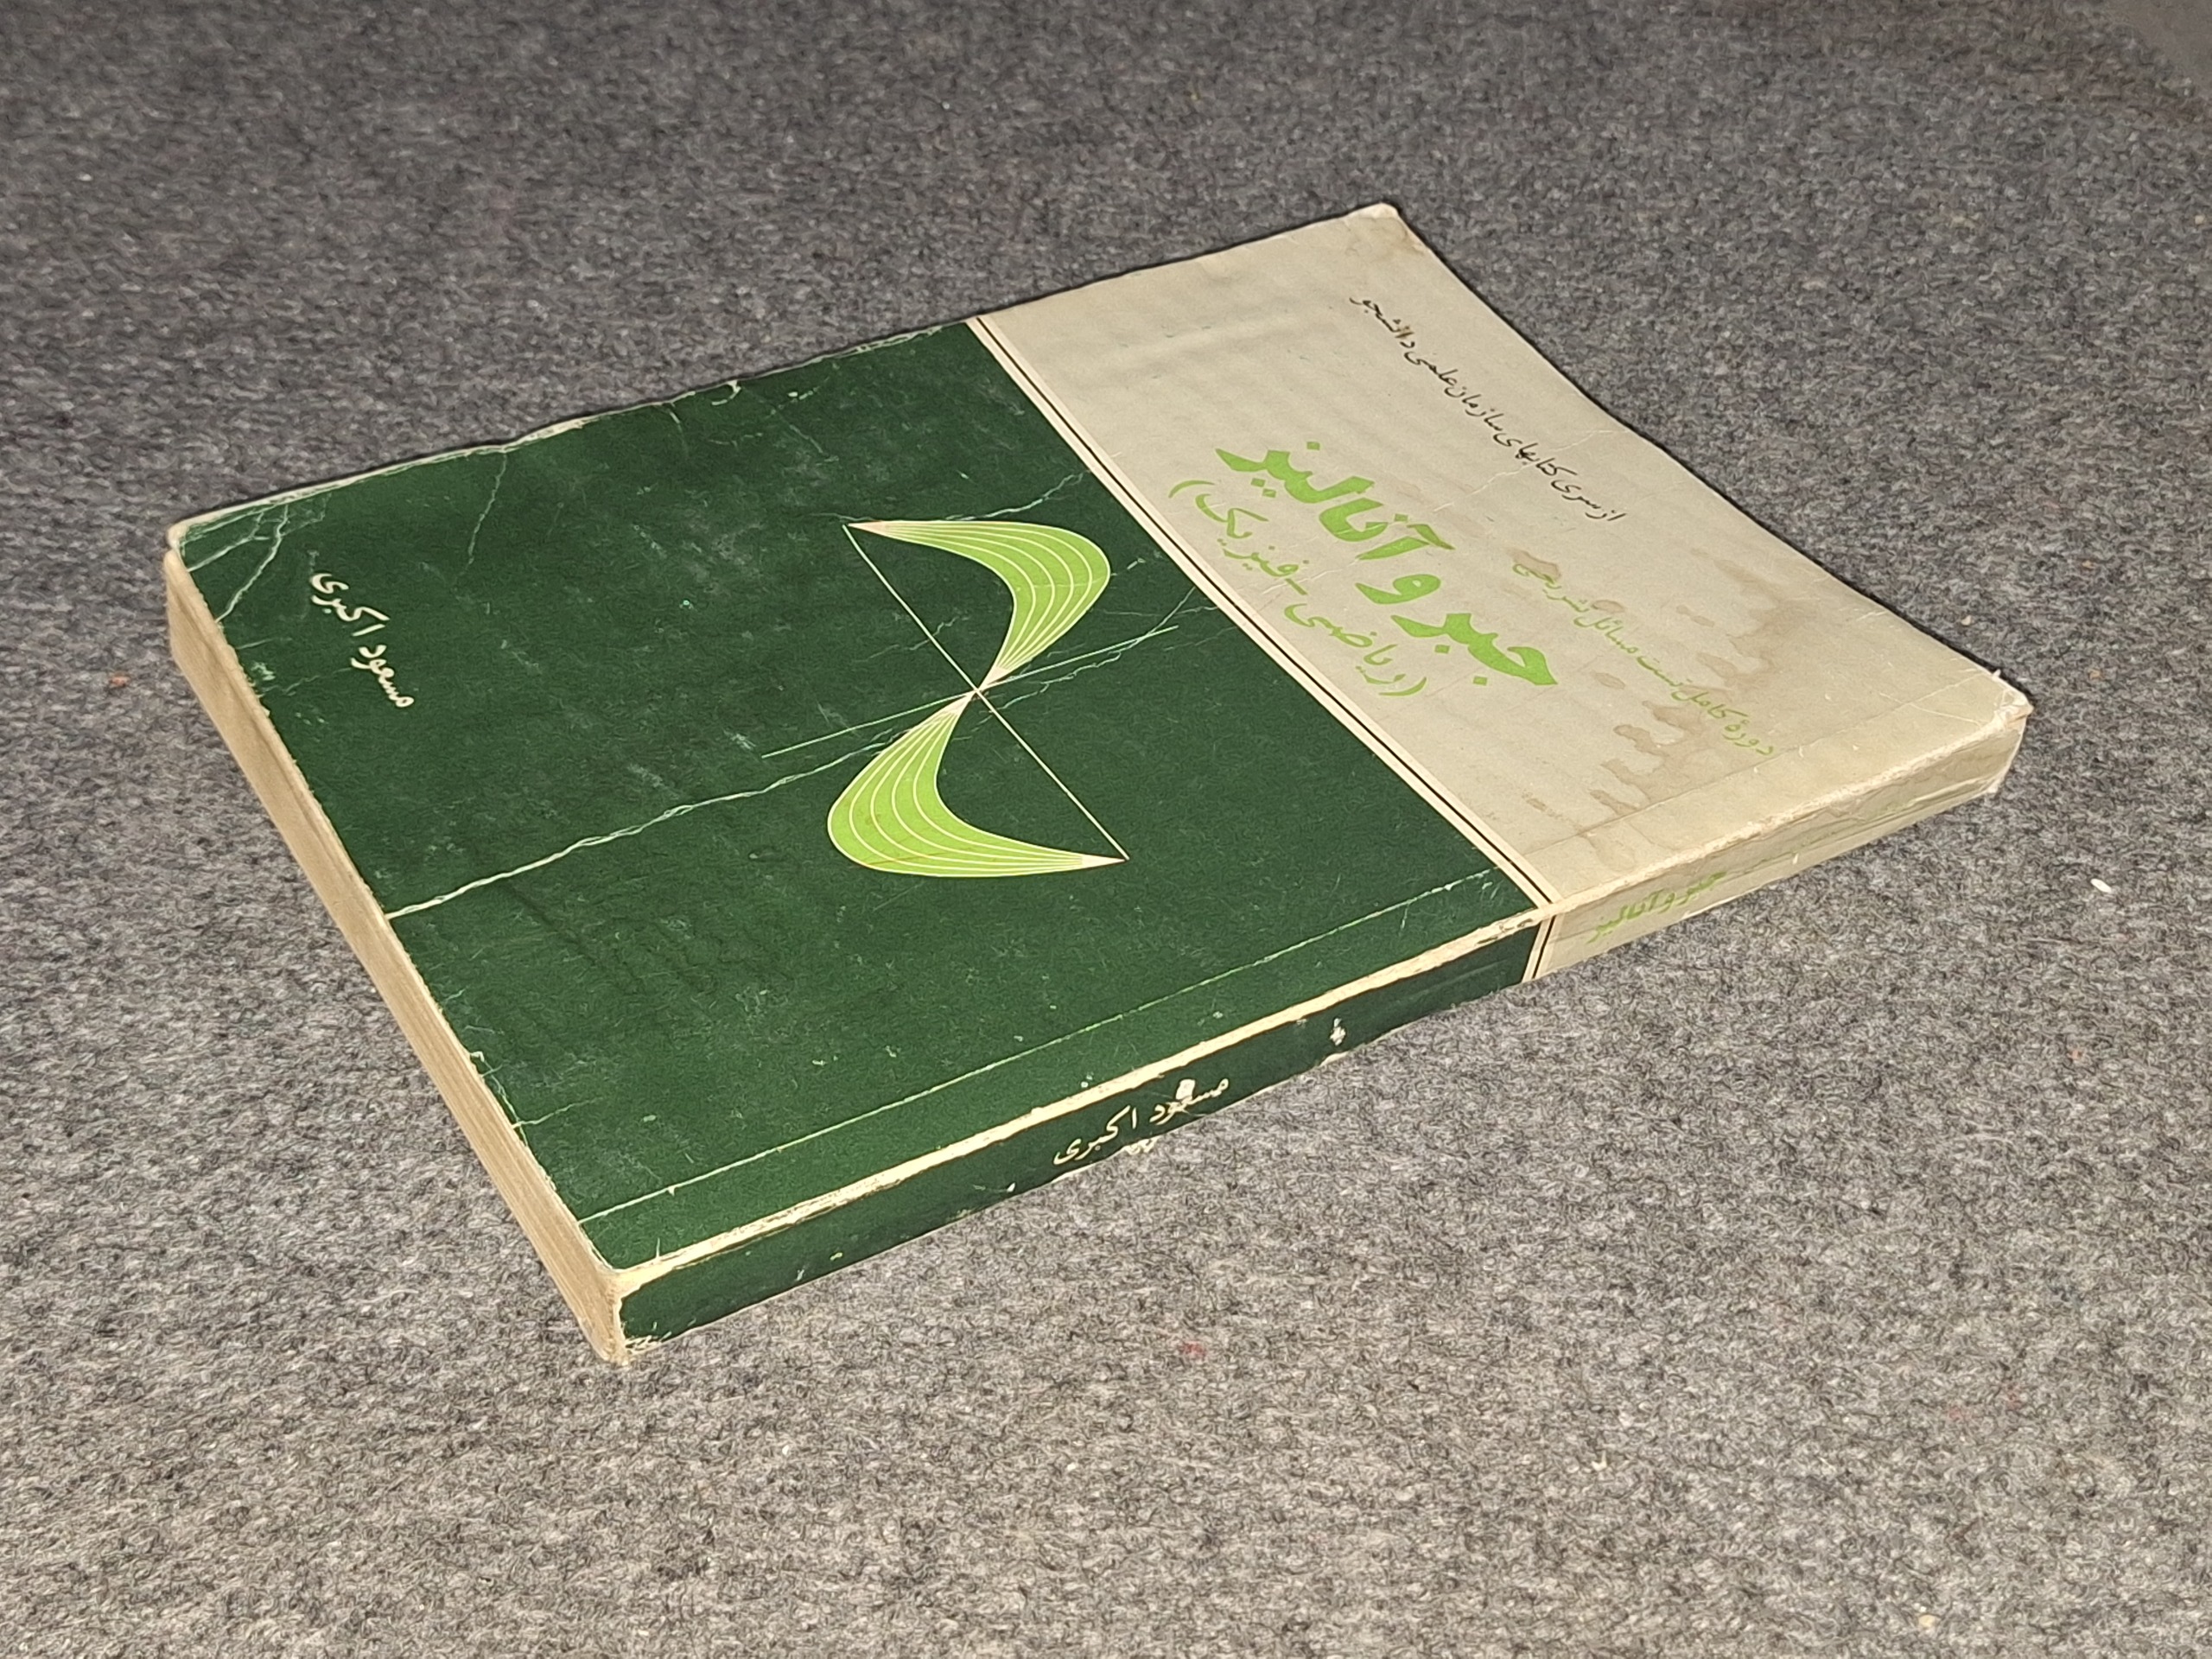 از سری کتابهای سازمان علمی دانشجو
دورهٔ کامل تست مسائل تشریحی
جبر و آنالیز
(ریاضی-فیزیک)
مسعود اکبری
جبر و آنالیز
مسعود اکبری